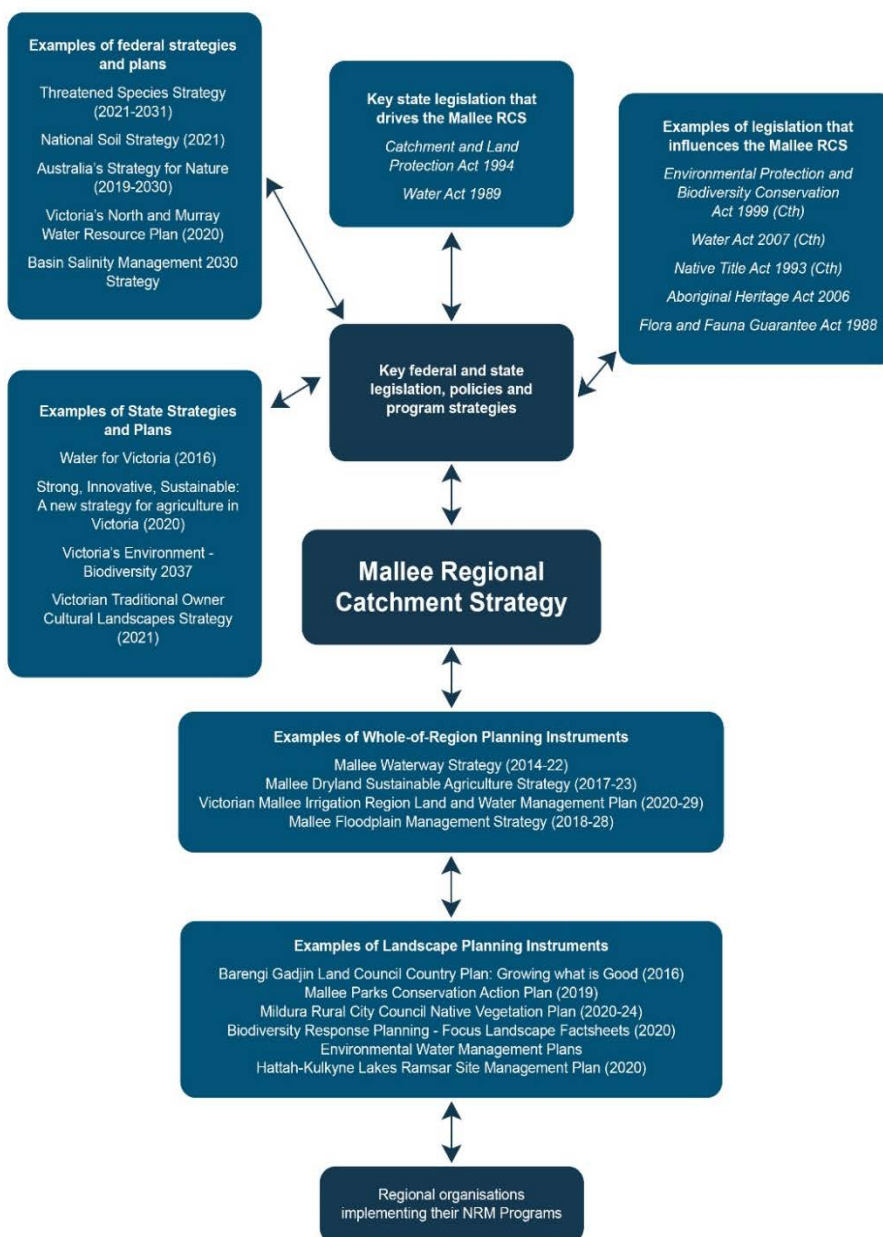 Examples of federal strategies
and plans
Threatened Species Strategy
(2021-2031)
National Soil Strategy (2021)
Australia's Strategy for Nature
(2019-2030)
Victoria's North and Murray
Water Resource Plan (2020)
Basin Salinity Management 2030
Strategy
Key state legislation that
drives the Mallee RCS
Catchment and Land
Protection Act 1994
Water Act 1989
Examples of legislation that
influences the Mallee RCS
Environmental Protection and
Biodiversity Conservation
Act 1999 (Cth)
Water Act 2007 (Cth)
Native Title Act 1993 (Cth)
Aboriginal Heritage Act 2006
Flora and Fauna Guarantee Act 1988
Key federal and state
legislation, policies and
program strategies
Examples of State Strategies
and Plans
Water for Victoria (2016)
Strong, Innovative, Sustainable:
A new strategy for agriculture in
Victoria (2020)
Victoria's Environment -
Biodiversity 2037
Victorian Traditional Owner
Cultural Landscapes Strategy
(2021)
Mallee Regional
Catchment Strategy
Examples of Whole-of-Region Planning Instruments
Mallee Waterway Strategy (2014-22)
Mallee Dryland Sustainable Agriculture Strategy (2017-23)
Victorian Mallee Irrigation Region Land and Water Management Plan (2020-29)
Mallee Floodplain Management Strategy (2018-28)
Examples of Landscape Planning Instruments
Barengi Gadjin Land Council Country Plan: Growing what is Good (2016)
Mallee Parks Conservation Action Plan (2019)
Mildura Rural City Council Native Vegetation Plan (2020-24)
Biodiversity Response Planning - Focus Landscape Factsheets (2020)
Environmental Water Management Plans
Hattah-Kulkyne Lakes Ramsar Site Management Plan (2020)
Regional organisations
implementing their NRM Programs